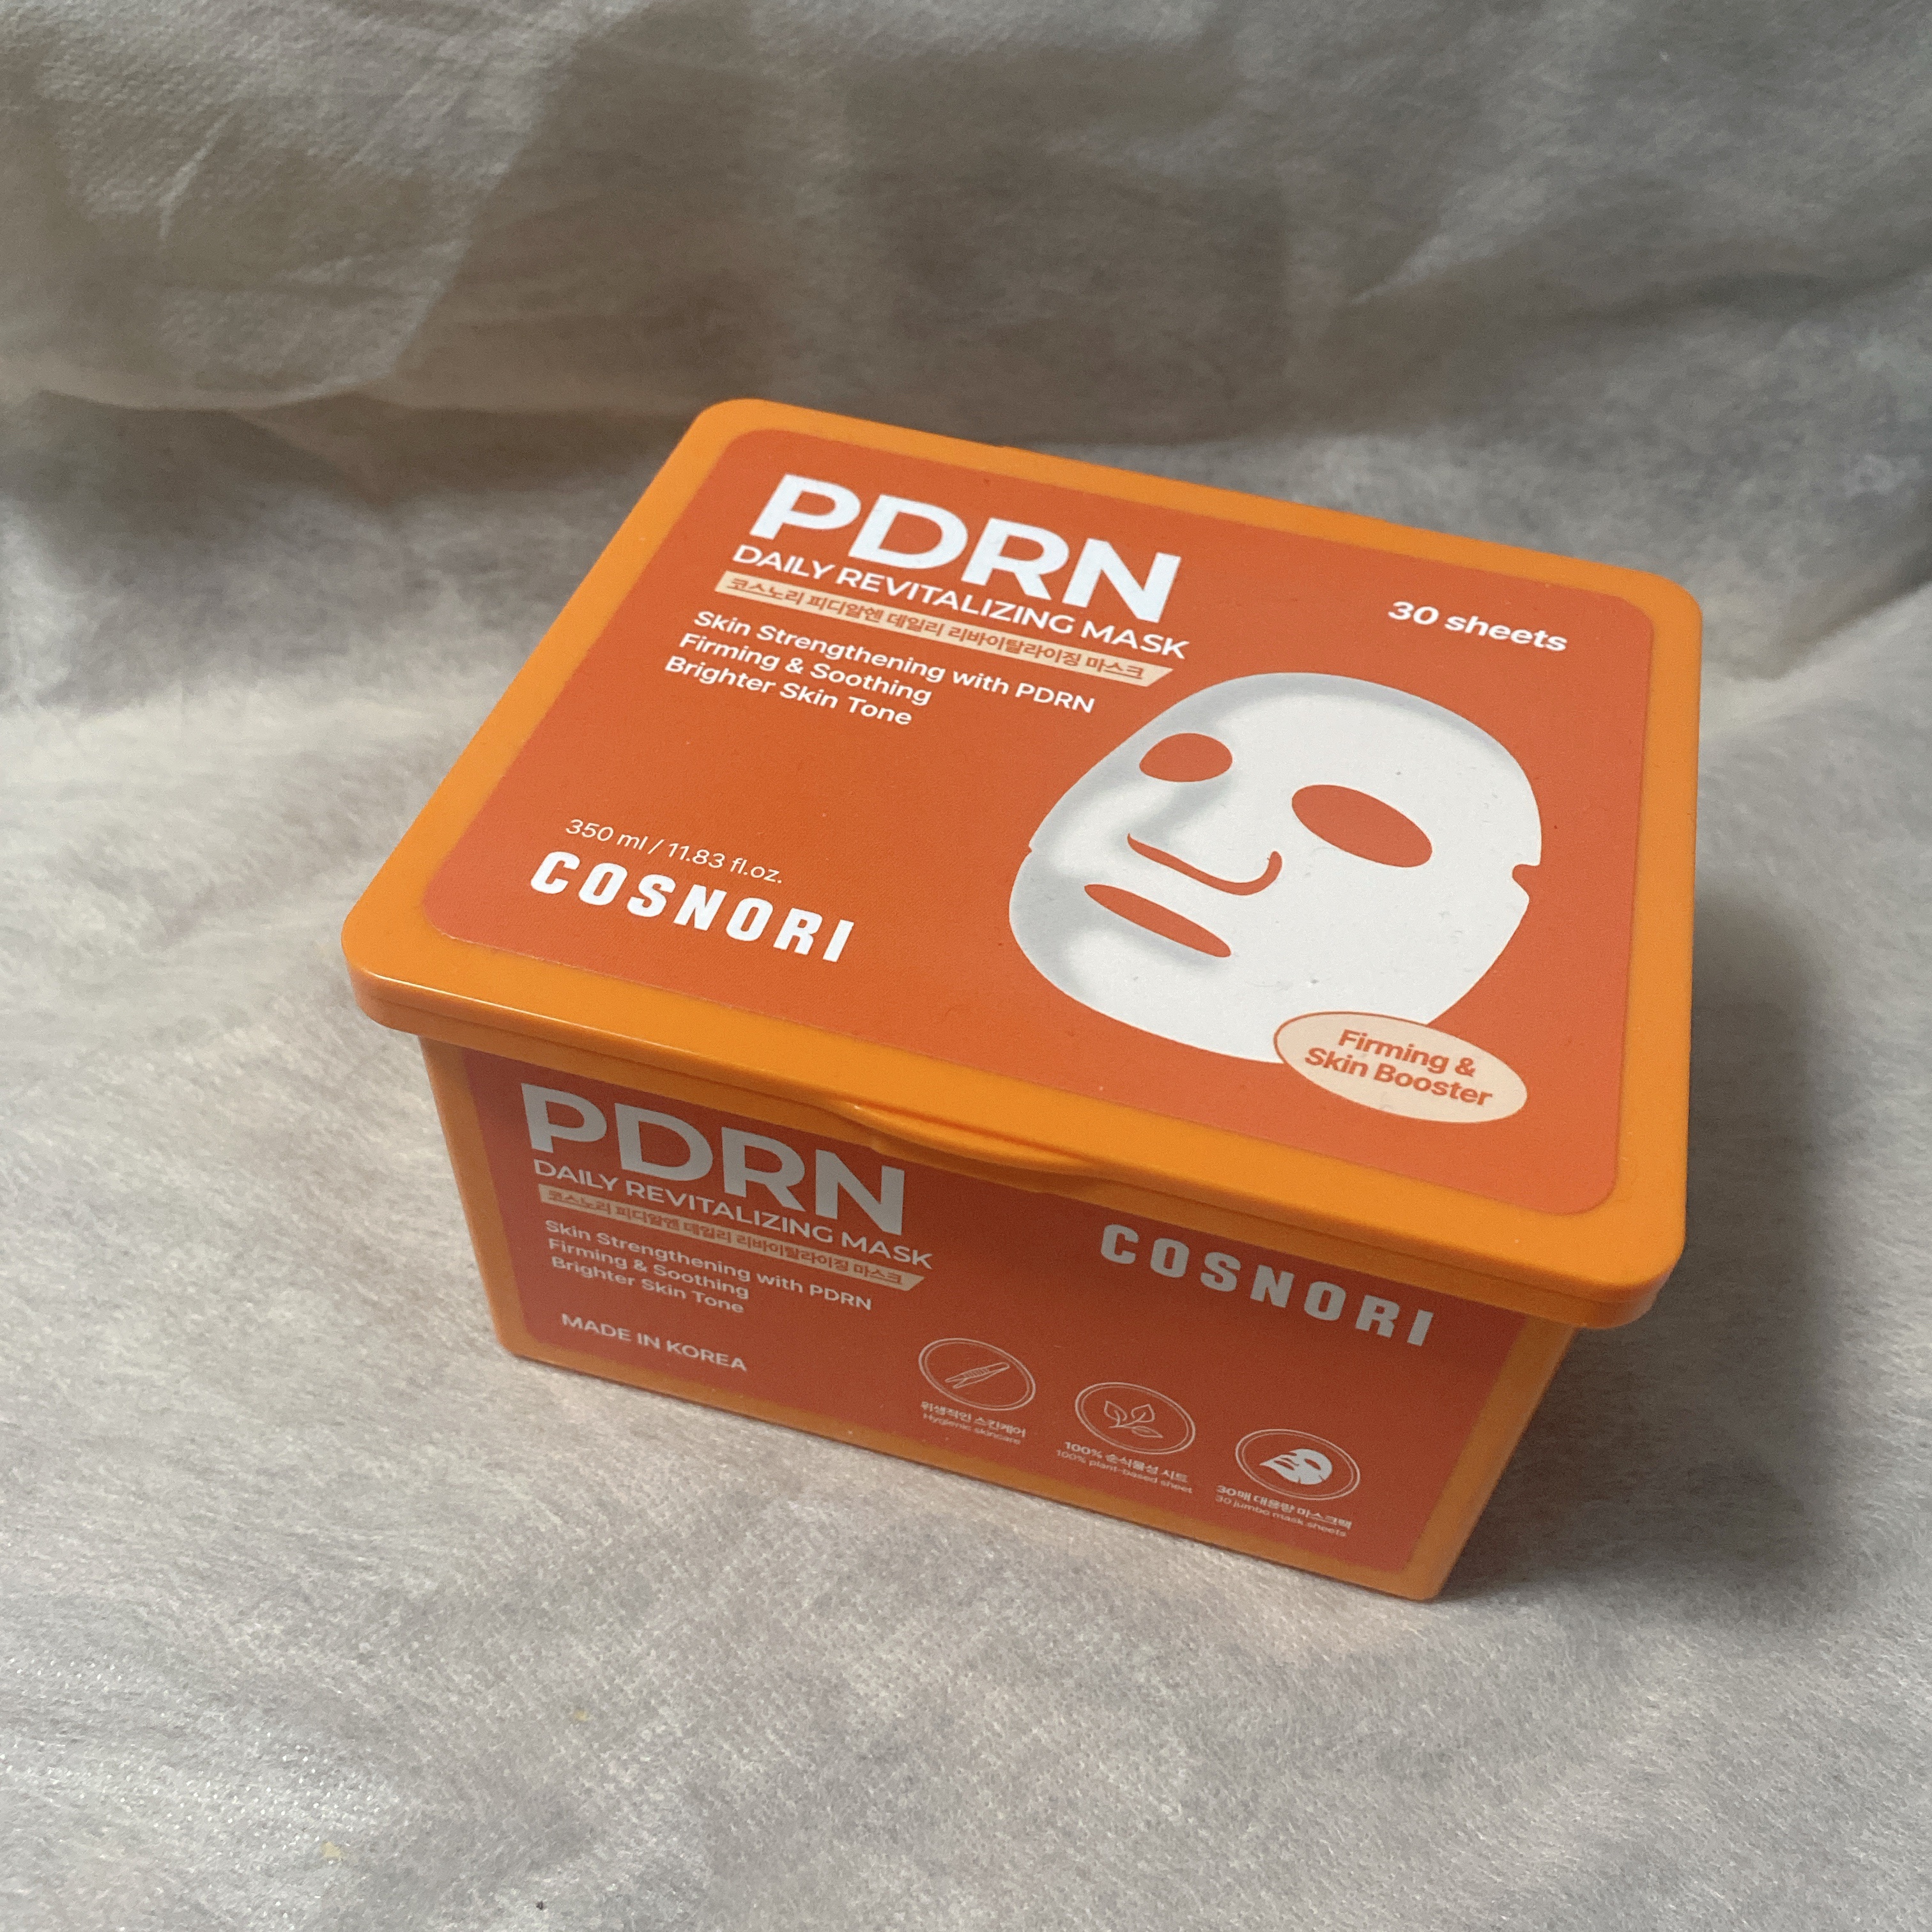 PDRN
DAILY REVITALIZING MASK
코스노리 피디알엔 데일리 리바이탈라이징 마스크
Skin Strengthening with PDRN
Firming & Soothing
Brighter Skin Tone
30 sheets
350 ml / 11.83 fl.oz.
COSNORI
Firming &
Skin Booster
PDRN
DAILY REVITALIZING MASK
코스노리 피디알엔 데일리 리바이탈라이징 마스크
Skin Strengthening with PDRN
Firming & Soothing
Brighter Skin Tone
MADE IN KOREA
COSNORI
위생적인 스킨케어
Hygienic skincare
100% 순식물성 시트
100% plant-based sheet
30매 대용량 마스크팩
30 jumbo mask sheets